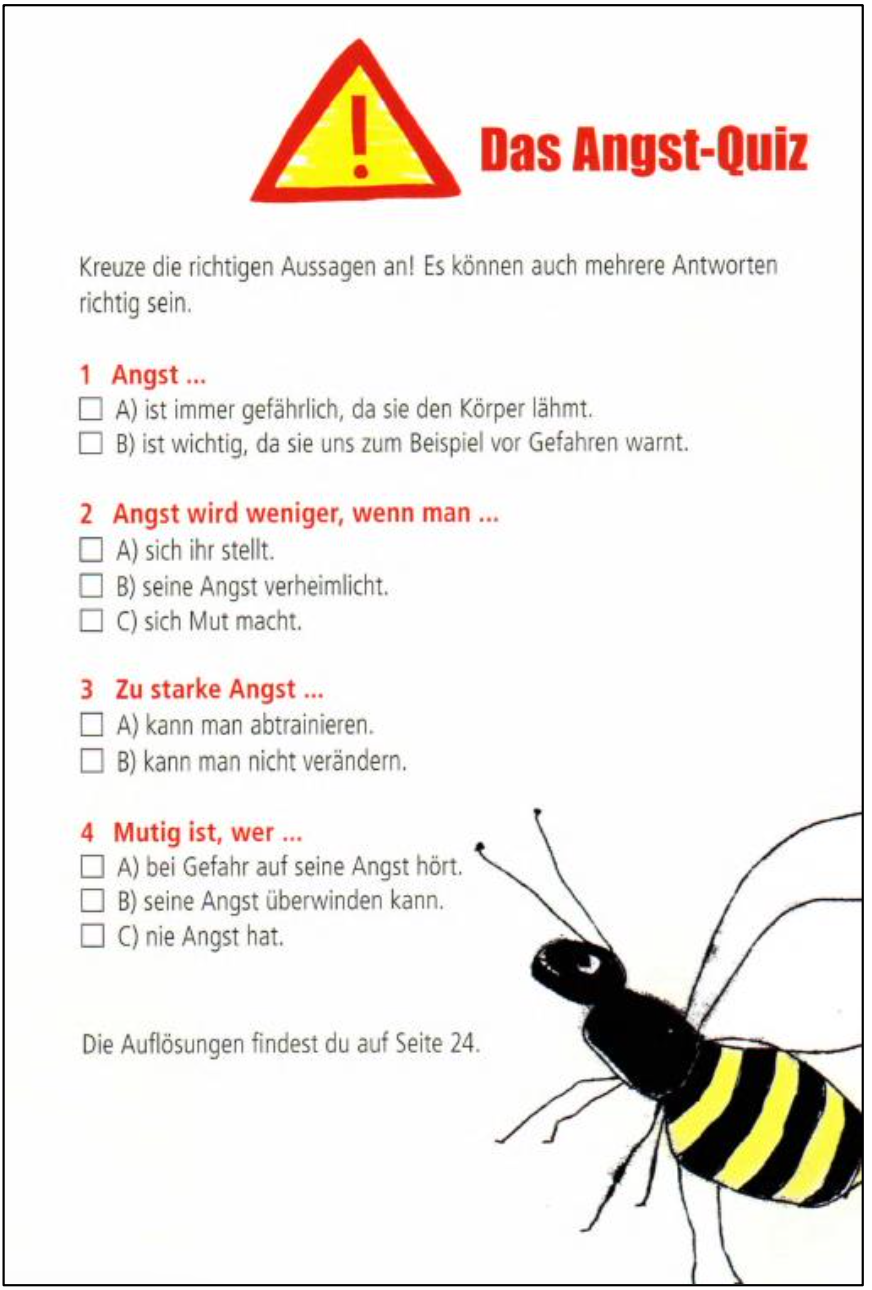 !
Das Angst-Quiz
Kreuze die richtigen Aussagen an! Es können auch mehrere Antworten
richtig sein.
1 Angst ...
A) ist immer gefährlich, da sie den Körper lähmt.
B) ist wichtig, da sie uns zum Beispiel vor Gefahren warnt.
2 Angst wird weniger, wenn man ...
A) sich ihr stellt.
B) seine Angst verheimlicht.
C) sich Mut macht.
3 Zu starke Angst ...
A) kann man abtrainieren.
B) kann man nicht verändern.
4 Mutig ist, wer ...
A) bei Gefahr auf seine Angst hört.
B) seine Angst überwinden kann.
C) nie Angst hat.
Die Auflösungen findest du auf Seite 24.